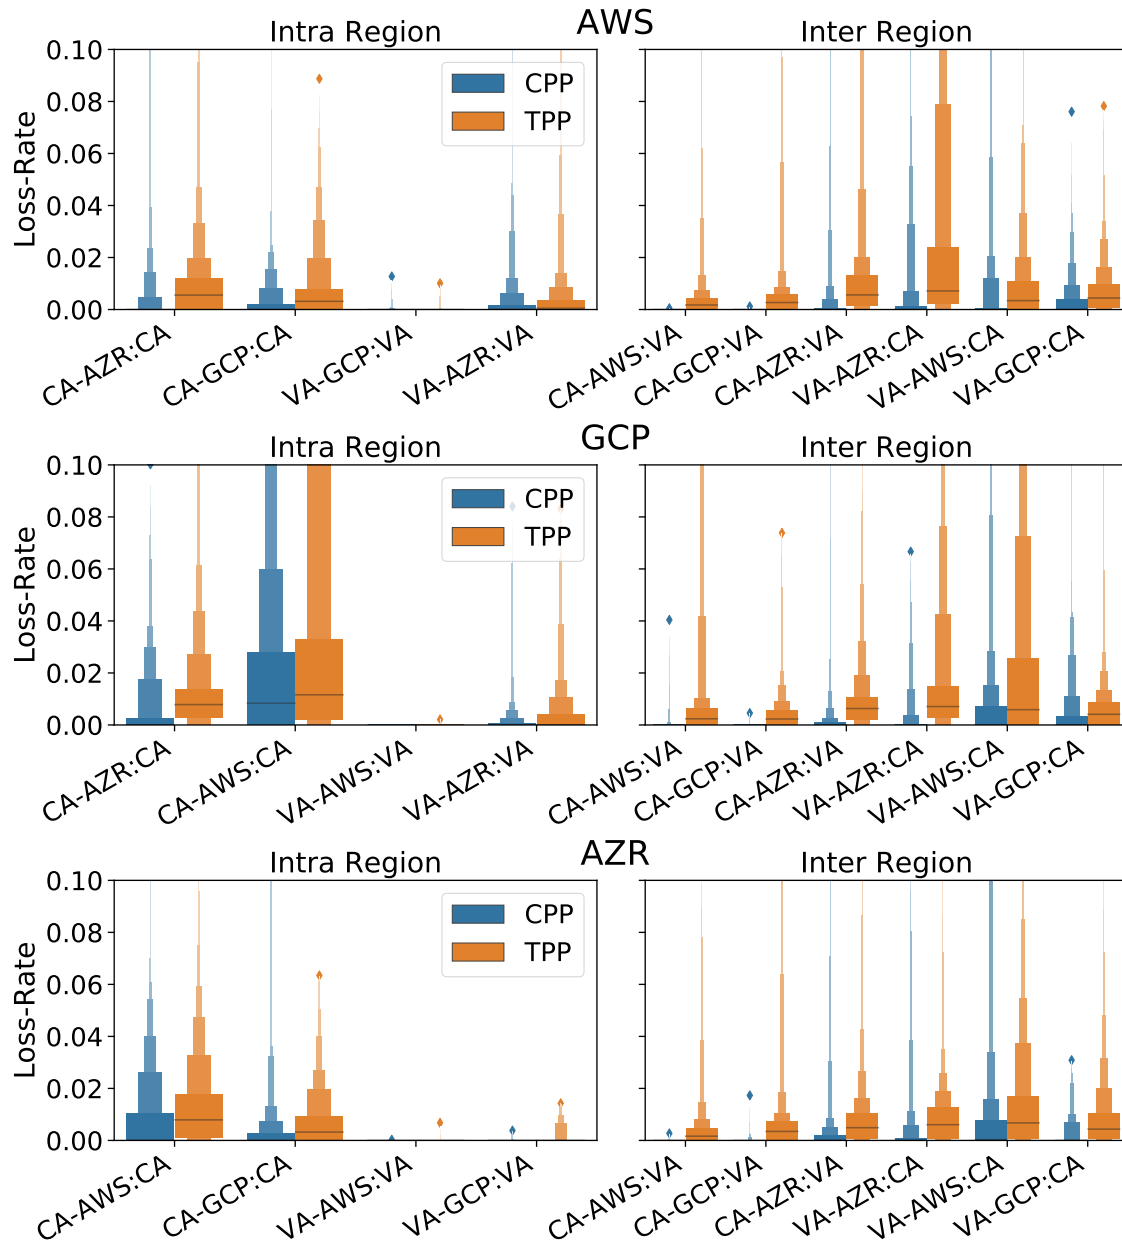 AWS
Intra Region
Inter Region
Loss-Rate
0.10
0.08
0.06
0.04
0.02
0.00
CPP
TPP
CA-AZR:CA
CA-GCP:CA
VA-GCP:VA
VA-AZR:VA
CA-AWS:VA
CA-GCP:VA
CA-AZR:VA
VA-AZR:CA
VA-AWS:CA
VA-GCP:CA
GCP
Intra Region
Inter Region
Loss-Rate
0.10
0.08
0.06
0.04
0.02
0.00
CPP
TPP
CA-AZR:CA
CA-AWS:CA
VA-AWS:VA
VA-AZR:VA
CA-AWS:VA
CA-GCP:VA
CA-AZR:VA
VA-AZR:CA
VA-AWS:CA
VA-GCP:CA
AZR
Intra Region
Inter Region
Loss-Rate
0.10
0.08
0.06
0.04
0.02
0.00
CPP
TPP
CA-AWS:CA
CA-GCP:CA
VA-AWS:VA
VA-GCP:VA
CA-AWS:VA
CA-GCP:VA
CA-AZR:VA
VA-AZR:CA
VA-AWS:CA
VA-GCP:CA